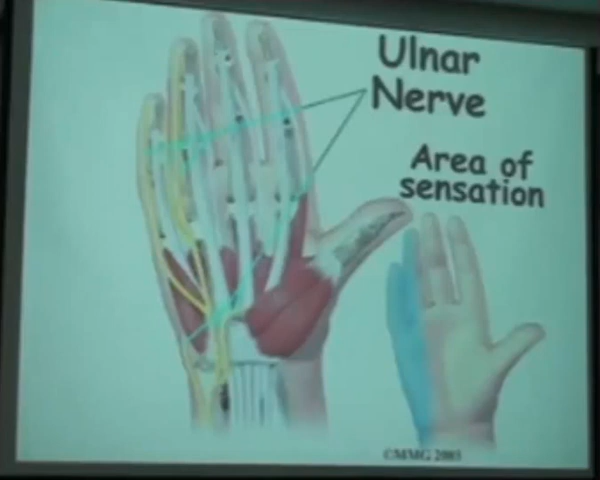 Ulnar
Nerve
Area of
sensation
©MMG 2003